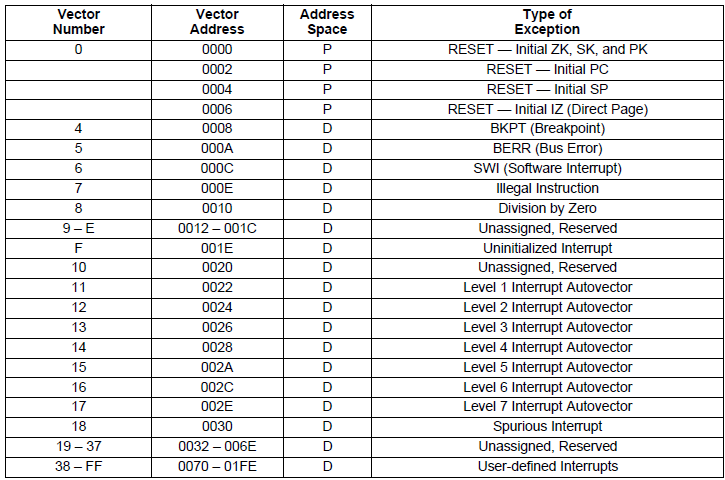 Vector Number Vector Address Address Space Type of Exception
0 0000 P RESET — Initial ZK, SK, and PK
0002 P RESET — Initial PC
0004 P RESET — Initial SP
0006 P RESET — Initial IZ (Direct Page)
4 0008 D BKPT (Breakpoint)
5 000A D BERR (Bus Error)
6 000C D SWI (Software Interrupt)
7 000E D Illegal Instruction
8 0010 D Division by Zero
9 – E 0012 – 001C D Unassigned, Reserved
F 001E D Uninitialized Interrupt
10 0020 D Unassigned, Reserved
11 0022 D Level 1 Interrupt Autovector
12 0024 D Level 2 Interrupt Autovector
13 0026 D Level 3 Interrupt Autovector
14 0028 D Level 4 Interrupt Autovector
15 002A D Level 5 Interrupt Autovector
16 002C D Level 6 Interrupt Autovector
17 002E D Level 7 Interrupt Autovector
18 0030 D Spurious Interrupt
19 – 37 0032 – 006E D Unassigned, Reserved
38 – FF 0070 – 01FE D User-defined Interrupts